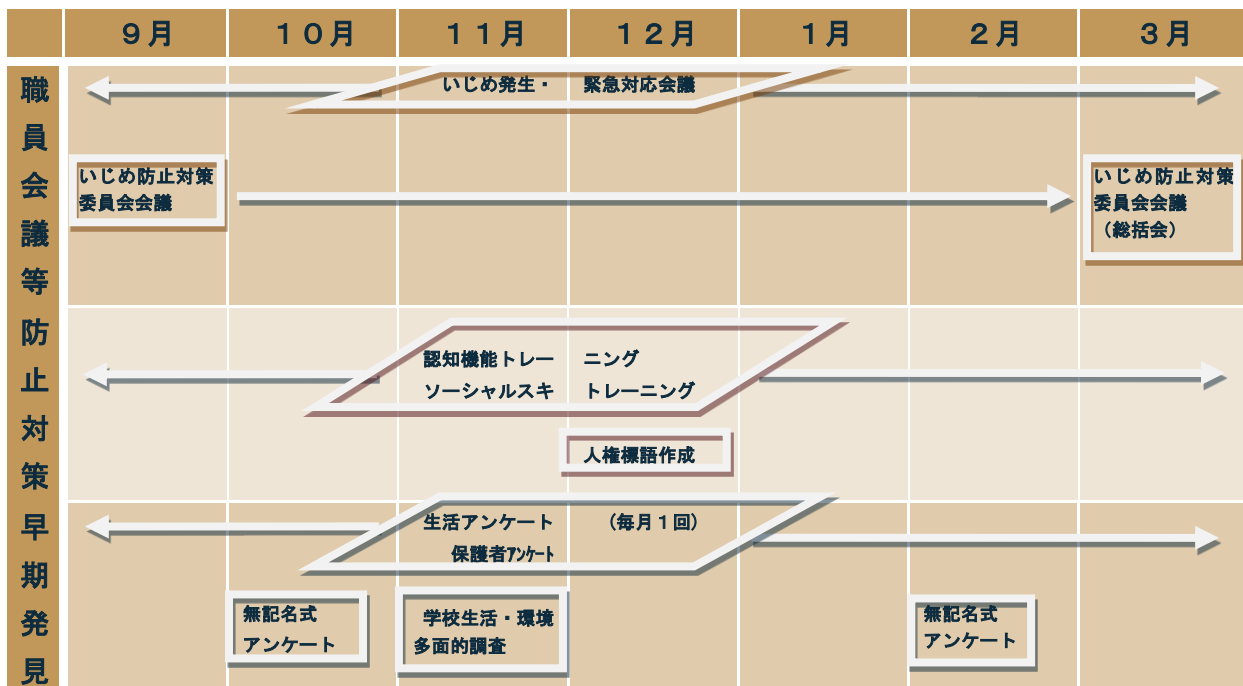 ９月 １０月 １１月 １２月 １月 ２月 ３月
職員会議等
いじめ発生・ 緊急対応会議
いじめ防止対策
委員会会議
いじめ防止対策
委員会会議
（総括会）
防止対策
認知機能トレーニング
ソーシャルスキトレーニング
人権標語作成
早期発見
生活アンケート （毎月１回）
保護者ｱﾝｹｰﾄ
無記名式
アンケート
学校生活・環境
多面的調査
無記名式
アンケート